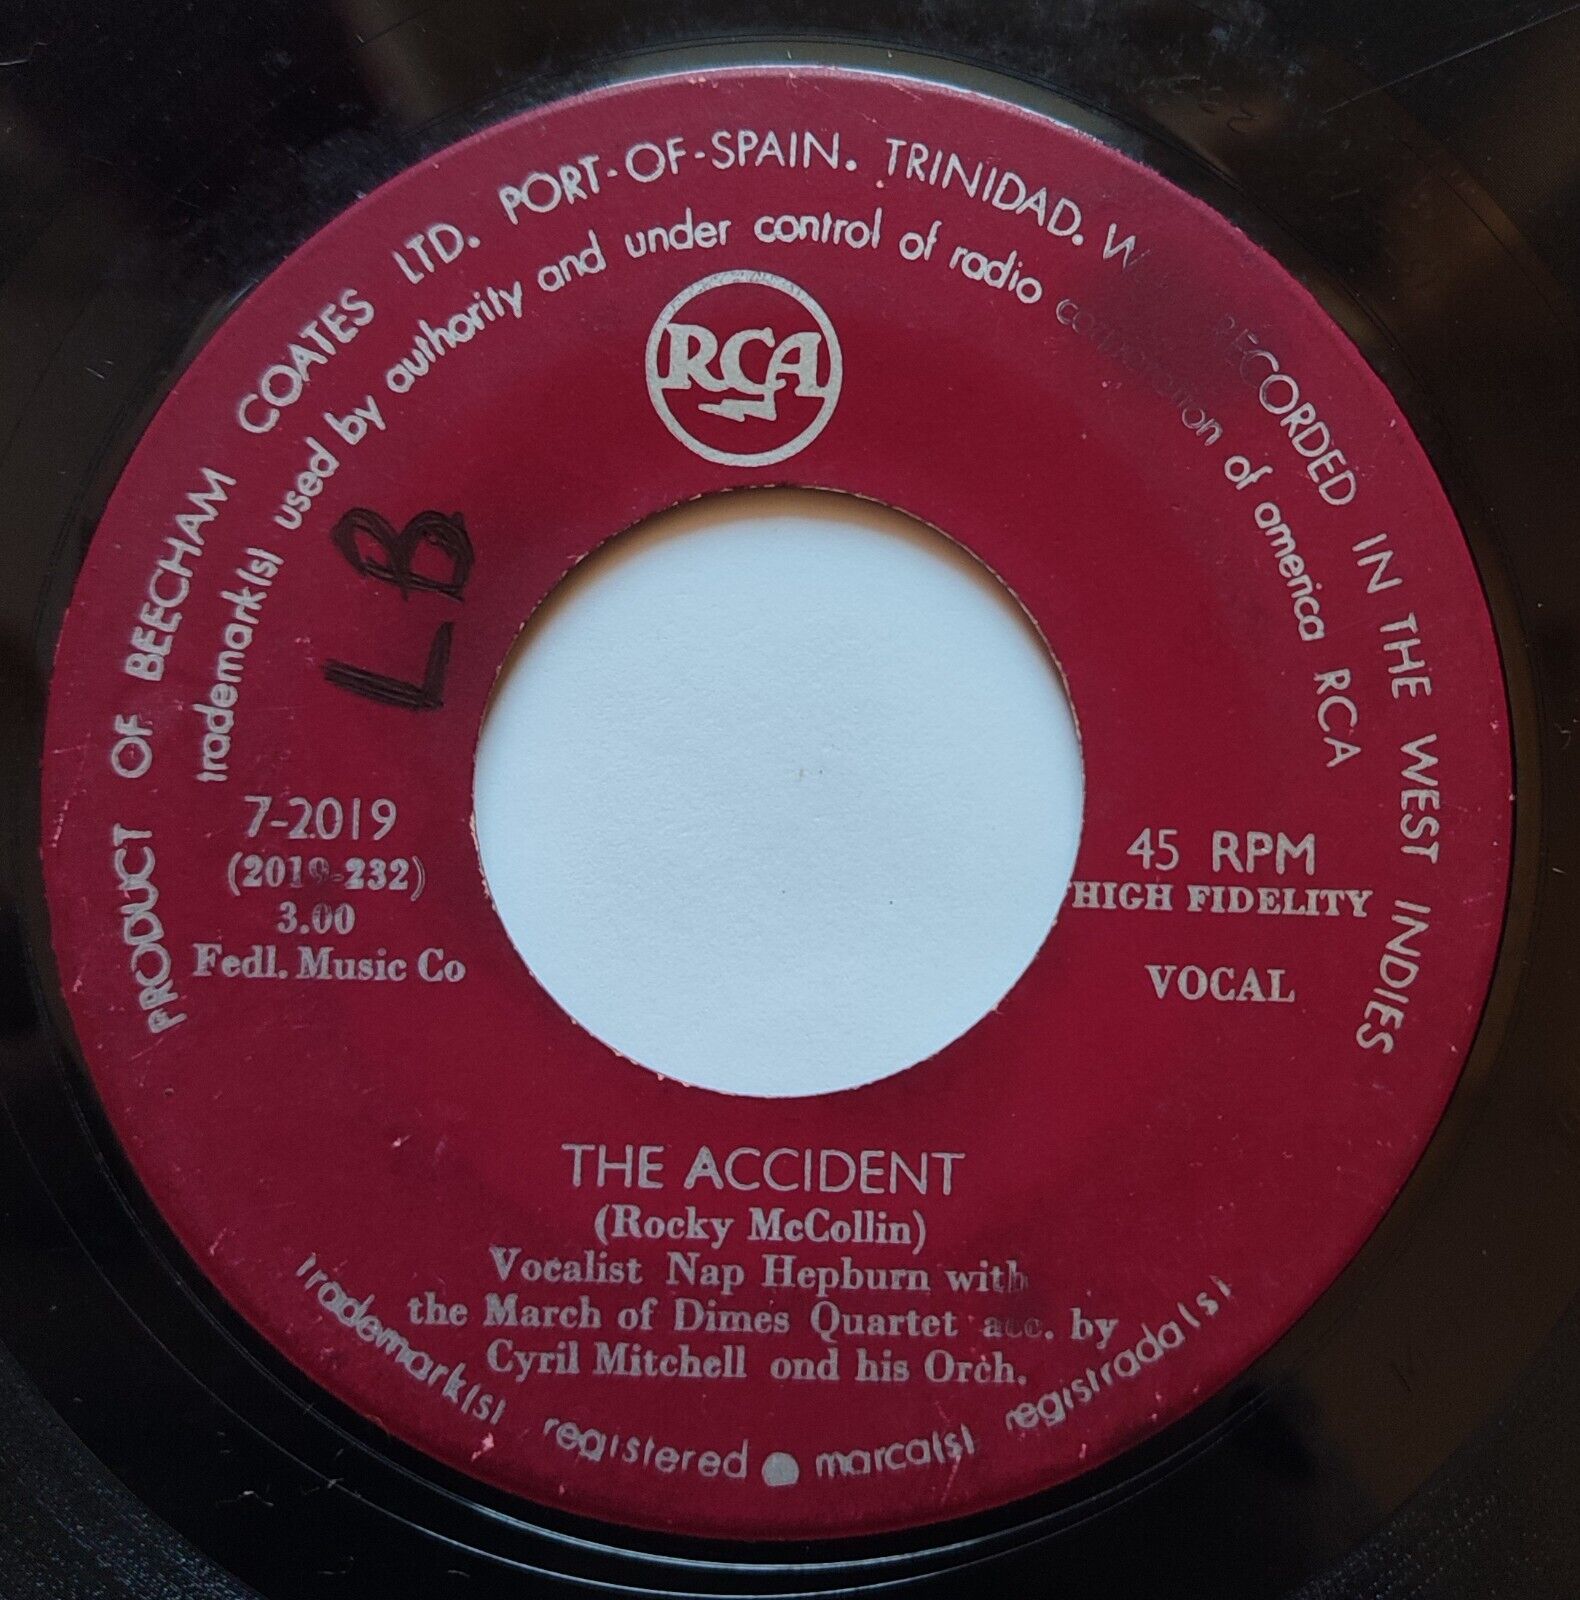 PRODUCT OF BEECHAM COATES LTD. PORT-OF-SPAIN. TRINIDAD. W RECORDED IN THE WEST INDIES
trademark(s) used by authority and under control of radio corporation of america RCA
RCA
LB
7-2019
(2019-232)
3.00
Fedl. Music Co
45 RPM
HIGH FIDELITY
VOCAL
THE ACCIDENT
(Rocky McCollin)
Vocalist Nap Hepburn with
the March of Dimes Quartet acc. by
Cyril Mitchell ond his Orch.
trademark(s) registered ● marca(s) registrada(s)